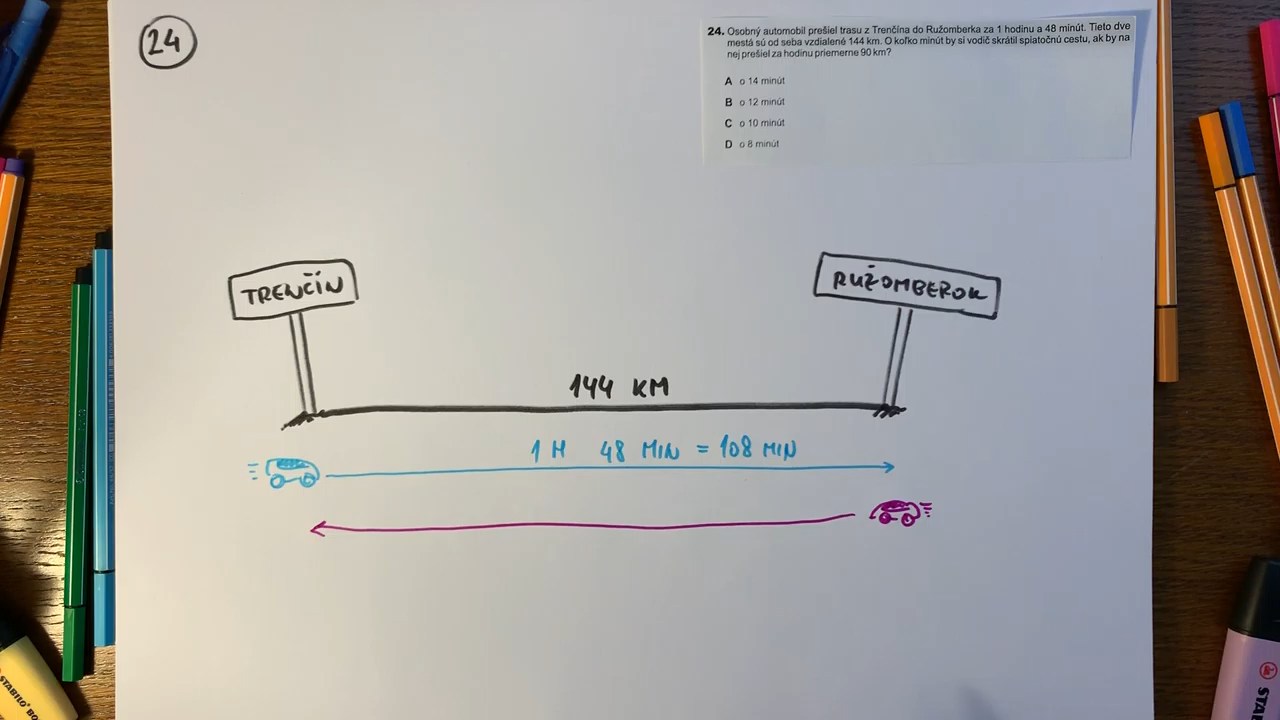 24
24. Osobný automobil prešiel trasu z Trenčína do Ružomberka za 1 hodinu a 48 minút. Tieto dve
mestá sú od seba vzdialené 144 km. O koľko minút by si vodič skrátil spiatočnú cestu, ak by na
nej prešiel za hodinu priemerne 90 km?
A o 14 minút
B o 12 minút
C o 10 minút
D o 8 minút
TRENČÍN
RUŽOMBEROK
144 KM
1 H 48 MIN = 108 MIN
STABILO BO
STAB